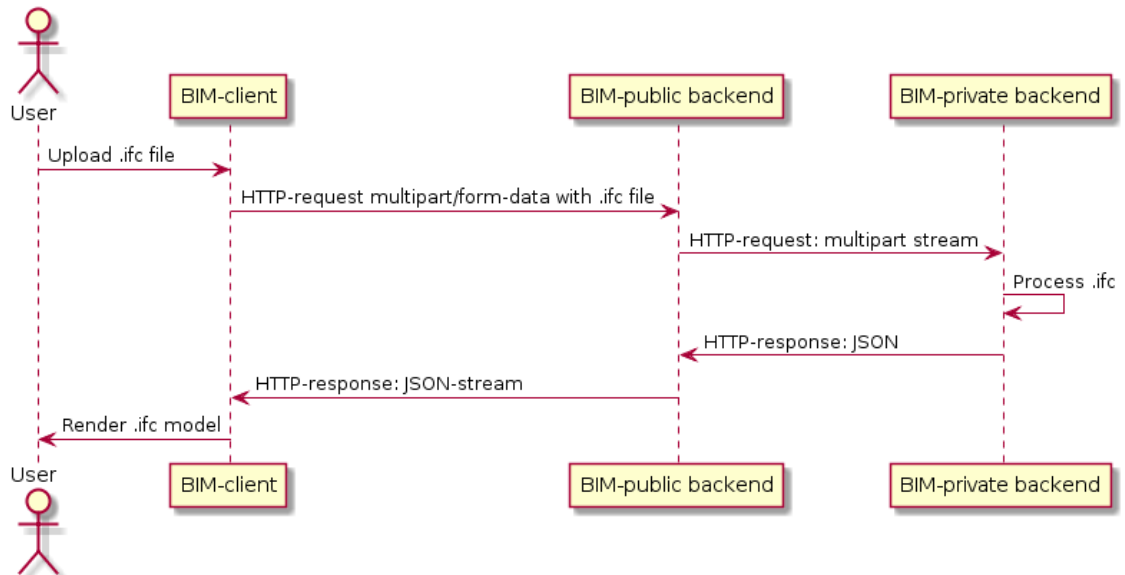 User
BIM-client
BIM-public backend
BIM-private backend
Upload .ifc file
HTTP-request multipart/form-data with .ifc file
HTTP-request: multipart stream
Process .ifc
HTTP-response: JSON
HTTP-response: JSON-stream
Render .ifc model
User
BIM-client
BIM-public backend
BIM-private backend